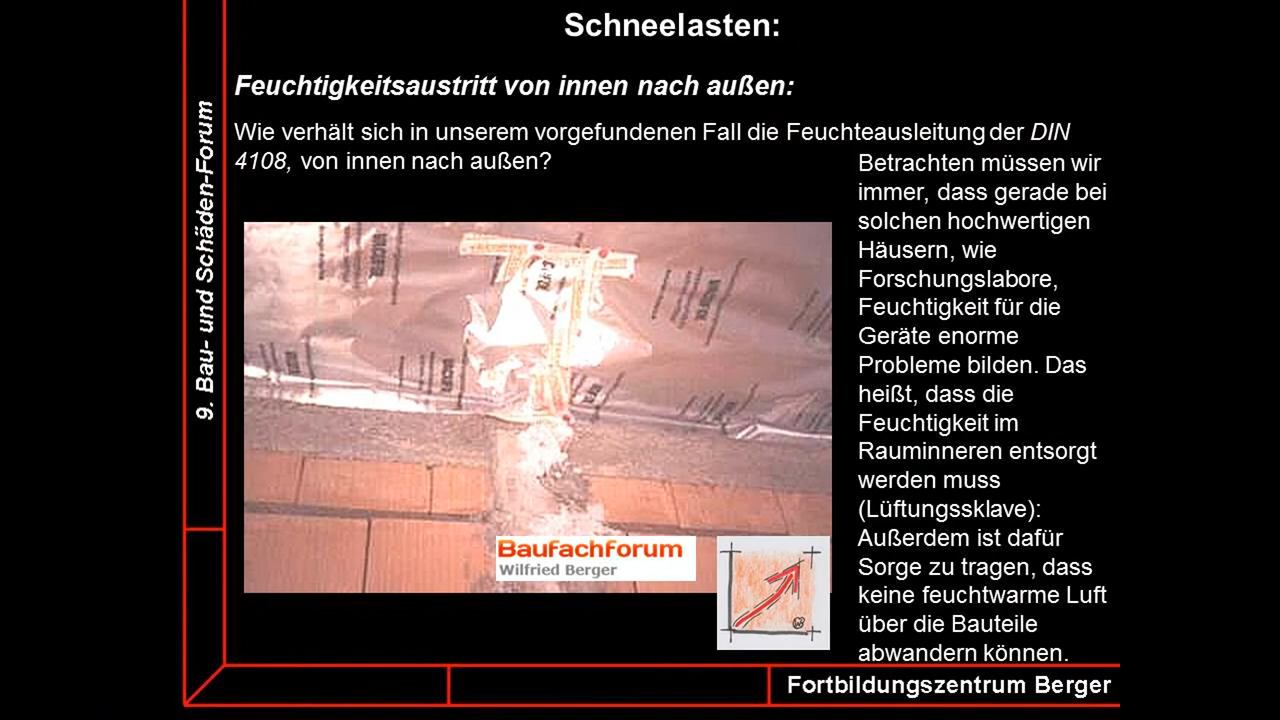 Schneelasten:
9. Bau- und Schäden-Forum
Feuchtigkeitsaustritt von innen nach außen:
Wie verhält sich in unserem vorgefundenen Fall die Feuchteausleitung der DIN
4108, von innen nach außen?
Betrachten müssen wir
immer, dass gerade bei
solchen hochwertigen
Häusern, wie
Forschungslabore,
Feuchtigkeit für die
Geräte enorme
Probleme bilden. Das
heißt, dass die
Feuchtigkeit im
Rauminneren entsorgt
werden muss
(Lüftungssklave):
Außerdem ist dafür
Sorge zu tragen, dass
keine feuchtwarme Luft
über die Bauteile
abwandern können.
BauFachForum
Wilfried Berger
Fortbildungszentrum Berger